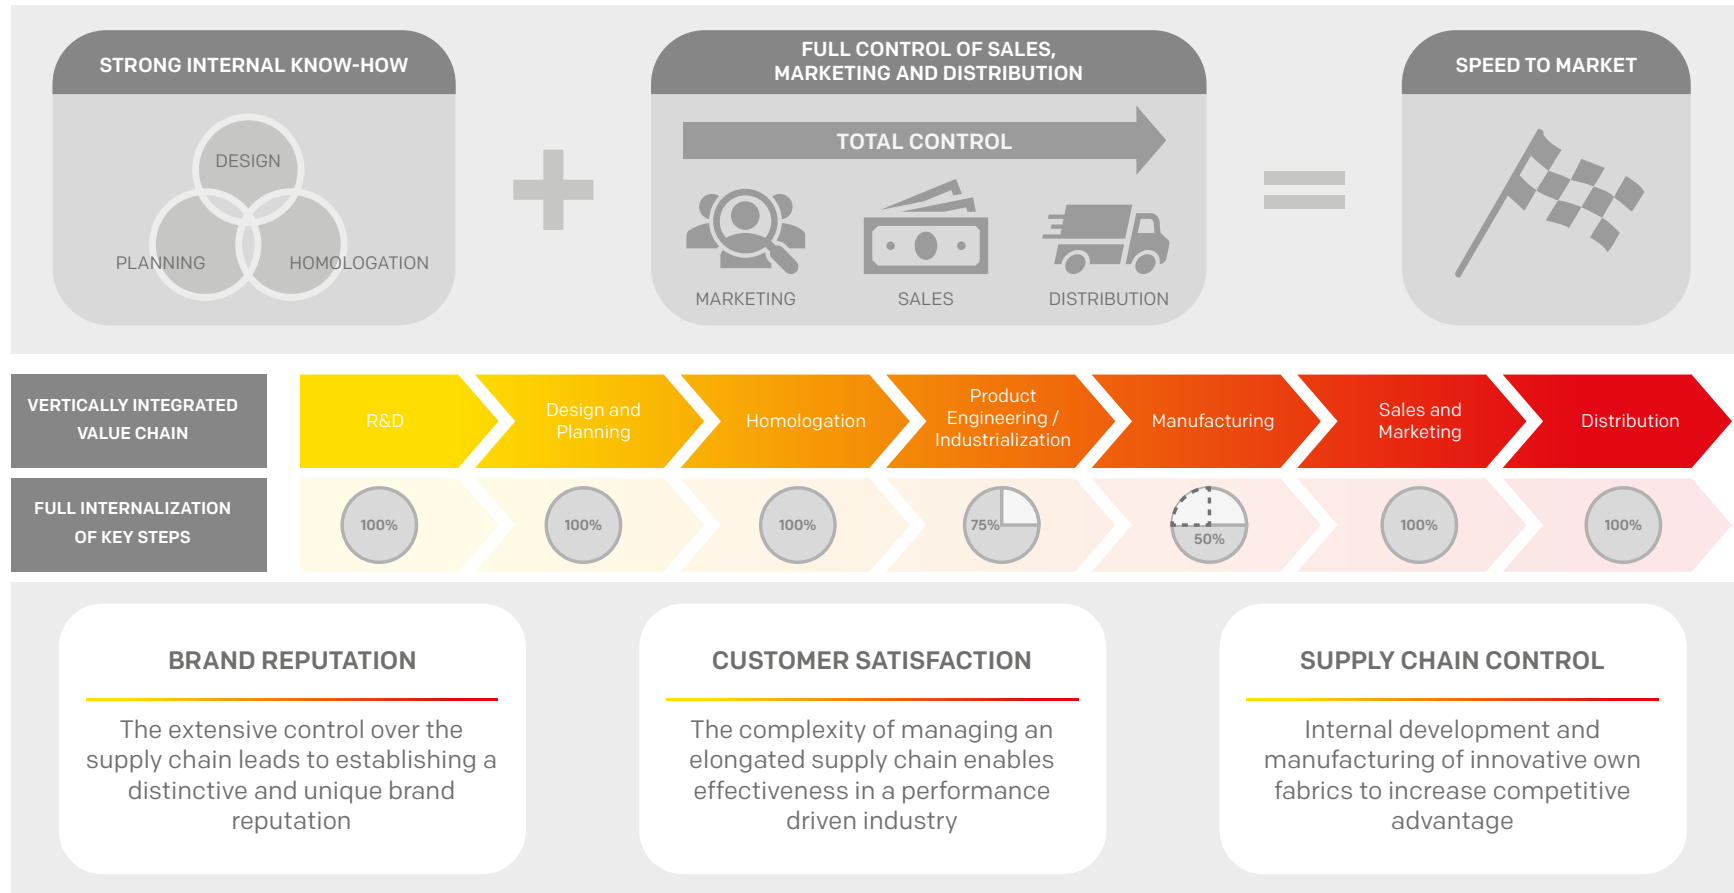 STRONG INTERNAL KNOW-HOW
DESIGN
PLANNING
HOMOLOGATION
FULL CONTROL OF SALES,
MARKETING AND DISTRIBUTION
TOTAL CONTROL
MARKETING
SALES
DISTRIBUTION
SPEED TO MARKET
VERTICALLY INTEGRATED
VALUE CHAIN
R&D
Design and
Planning
Homologation
Product
Engineering /
Industrialization
Manufacturing
Sales and
Marketing
Distribution
FULL INTERNALIZATION
OF KEY STEPS
100%
100%
100%
75%
50%
100%
100%
BRAND REPUTATION
The extensive control over the
supply chain leads to establishing a
distinctive and unique brand
reputation
CUSTOMER SATISFACTION
The complexity of managing an
elongated supply chain enables
effectiveness in a performance
driven industry
SUPPLY CHAIN CONTROL
Internal development and
manufacturing of innovative own
fabrics to increase competitive
advantage